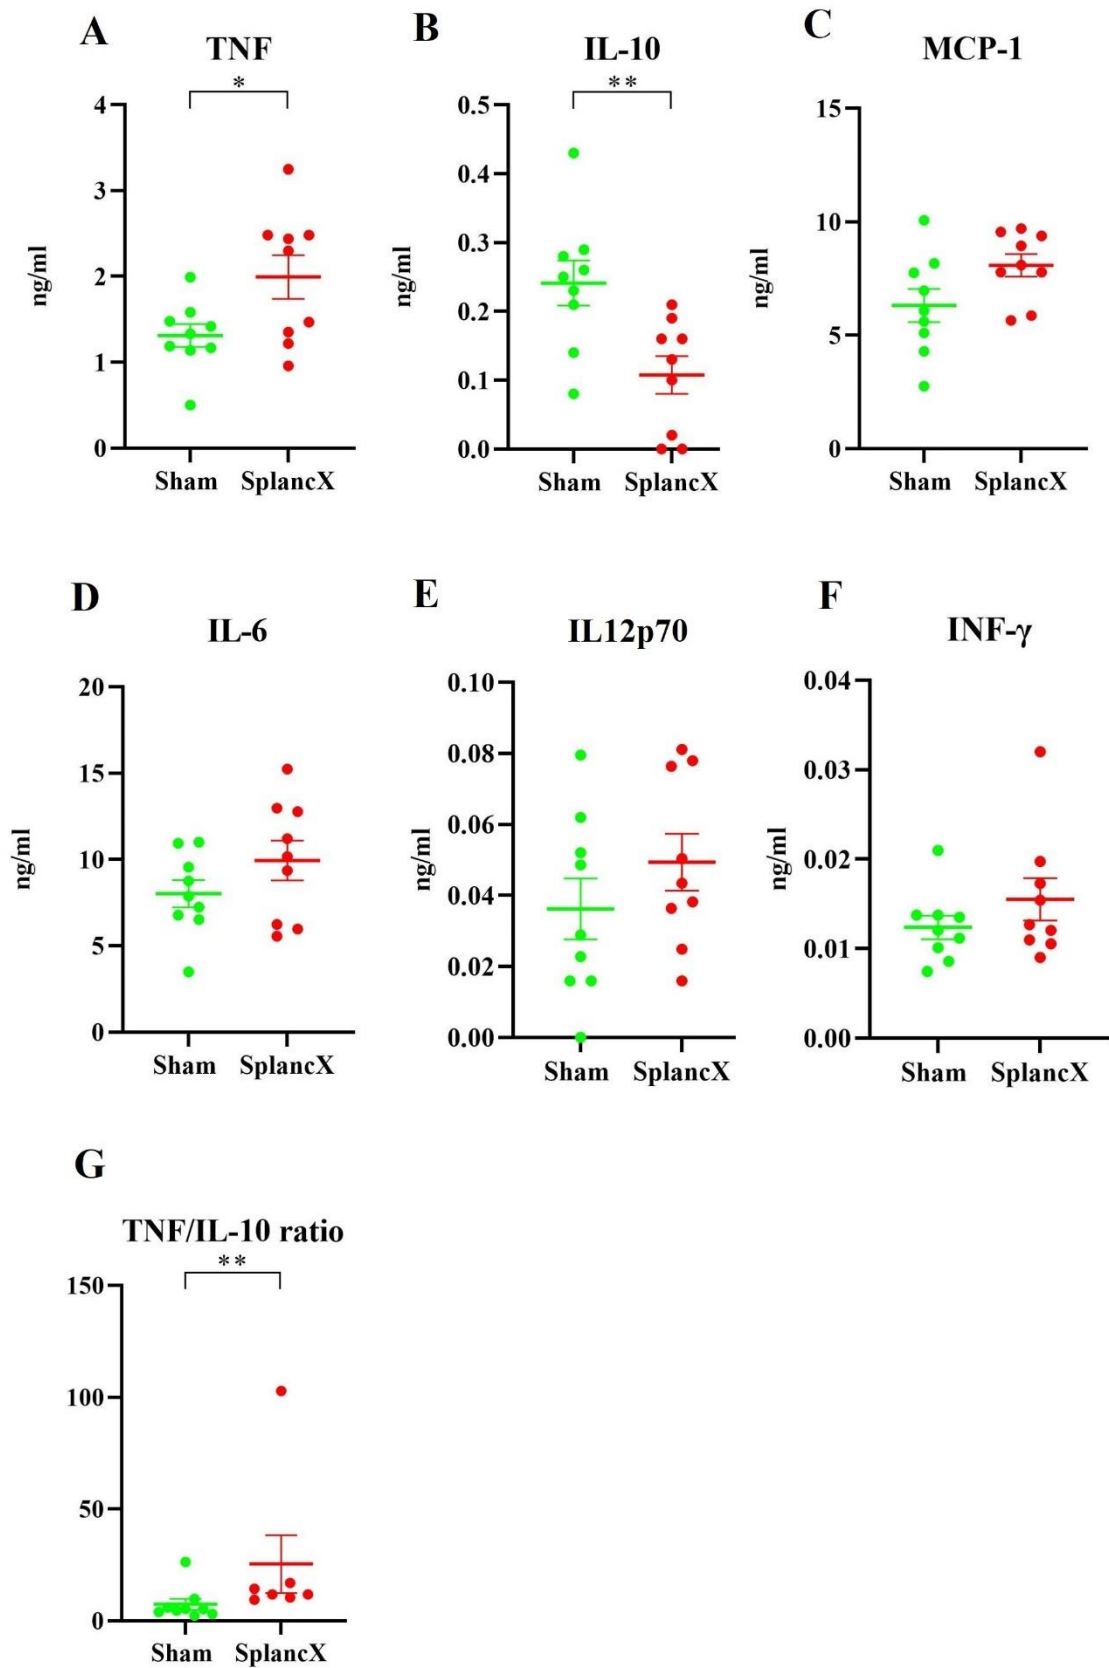 A
TNF
*
4
3
2
1
0
ng/ml
Sham SplancX
B
IL-10
**
0.5
0.4
0.3
0.2
0.1
0.0
ng/ml
Sham SplancX
C
MCP-1
15
10
5
0
ng/ml
Sham SplancX
D
IL-6
20
15
10
5
0
ng/ml
Sham SplancX
E
IL12p70
0.10
0.08
0.06
0.04
0.02
0.00
ng/ml
Sham SplancX
F
INF-γ
0.04
0.03
0.02
0.01
0.00
ng/ml
Sham SplancX
G
TNF/IL-10 ratio
**
150
100
50
0
Sham SplancX